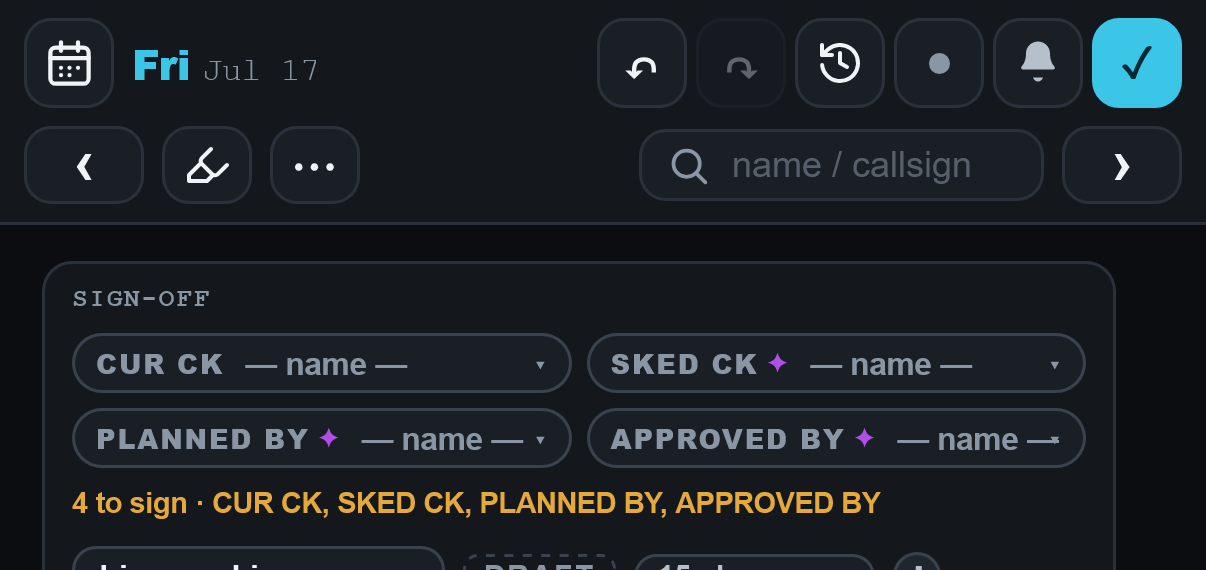 Fri Jul 17
name / callsign
SIGN-OFF
CUR CK — name —
SKED CK ✦ — name —
PLANNED BY ✦ — name —
APPROVED BY ✦ — name —
4 to sign · CUR CK, SKED CK, PLANNED BY, APPROVED BY
DRAFT